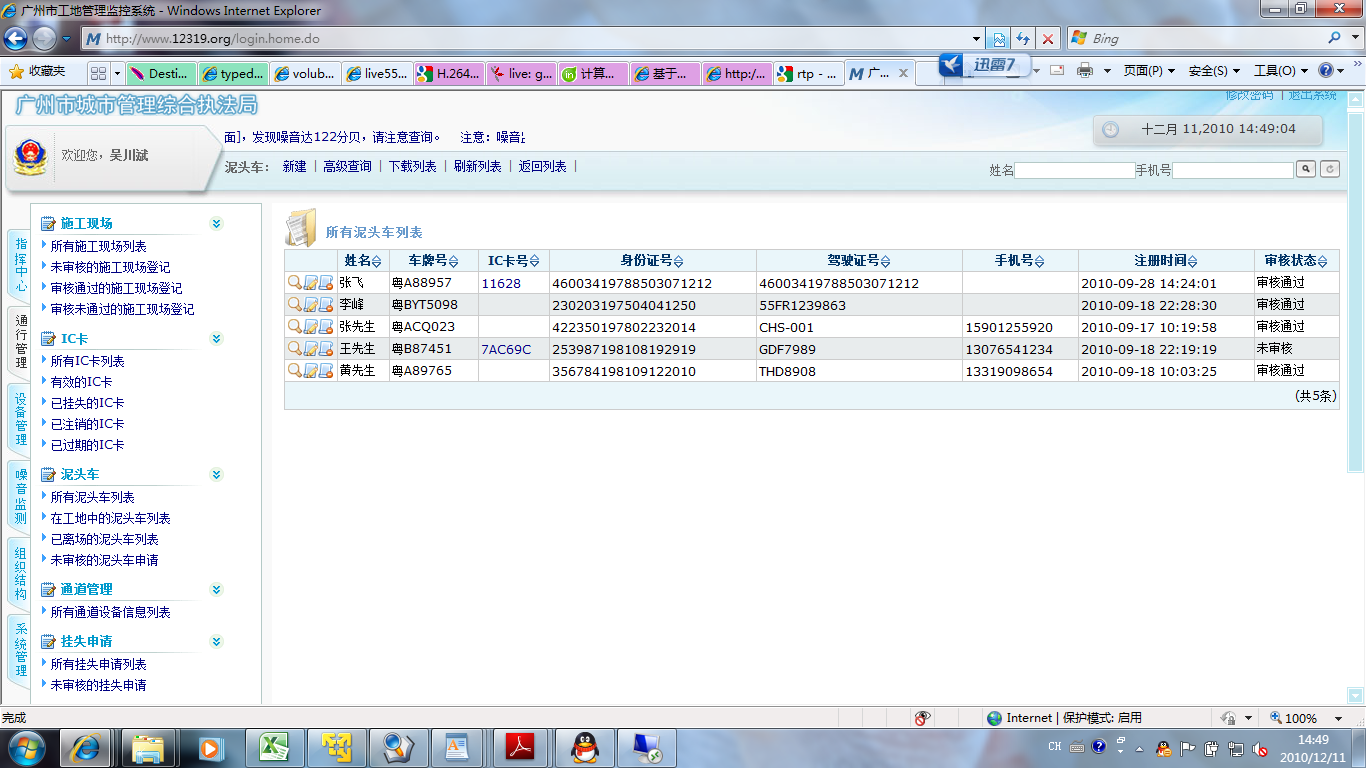 广州市工地管理监控系统 - Windows Internet Explorer
http://www.12319.org/login.home.do
Bing
收藏夹
Desti...
typed...
volub...
live55...
H.264...
live: g...
计算...
基于...
http:/...
rtp - ...
广...
迅雷7
页面(P)
安全(S)
工具(O)
广州市城市管理综合执法局
修改密码 | 退出系统
欢迎您，吴川斌
面]，发现噪音达122分贝，请注意查询。 注意：噪音
十二月 11,2010 14:49:04
泥头车： 新建 | 高级查询 | 下载列表 | 刷新列表 | 返回列表 |
姓名
手机号
指挥中心
通行管理
设备管理
噪音监测
组织结构
系统管理
施工现场
所有施工现场列表
未审核的施工现场登记
审核通过的施工现场登记
审核未通过的施工现场登记
IC卡
所有IC卡列表
有效的IC卡
已挂失的IC卡
已注销的IC卡
已过期的IC卡
泥头车
所有泥头车列表
在工地中的泥头车列表
已离场的泥头车列表
未审核的泥头车申请
通道管理
所有通道设备信息列表
挂失申请
所有挂失申请列表
未审核的挂失申请
所有泥头车列表
姓名 车牌号 IC卡号 身份证号 驾驶证号 手机号 注册时间 审核状态
张飞 粤A88957 11628 46003419788503071212 46003419788503071212 2010-09-28 14:24:01 审核通过
李峰 粤BYT5098 230203197504041250 55FR1239863 2010-09-18 22:28:30 审核通过
张先生 粤ACQ023 422350197802232014 CHS-001 15901255920 2010-09-17 10:19:58 审核通过
王先生 粤B87451 7AC69C 253987198108192919 GDF7989 13076541234 2010-09-18 22:19:19 未审核
黄先生 粤A89765 356784198109122010 THD8908 13319098654 2010-09-18 10:03:25 审核通过
(共5条)
完成
Internet | 保护模式: 启用
100%
CH
14:49
2010/12/11